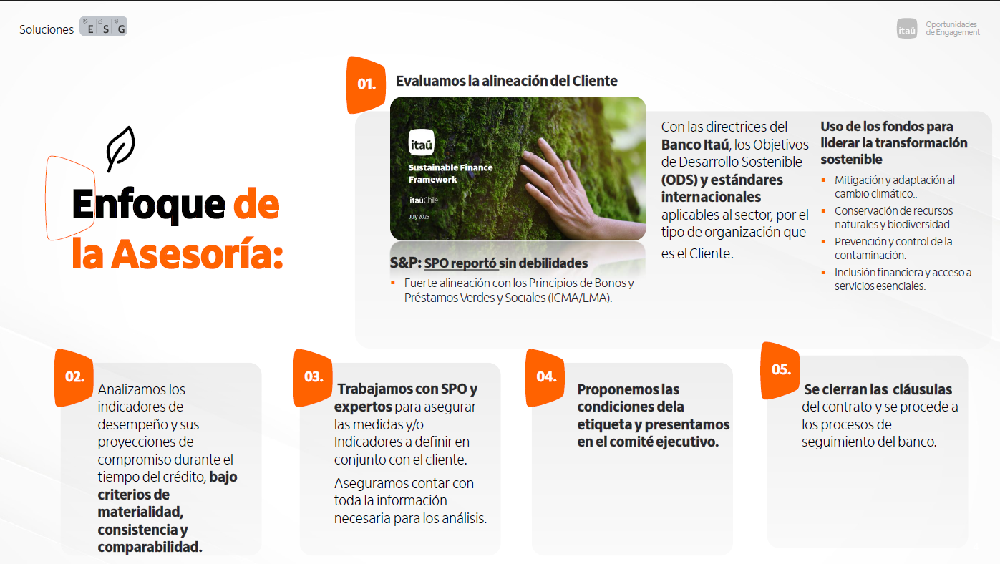 Soluciones E S G
itaú
Oportunidades
de Engagement
Enfoque de
la Asesoría:
01.
Evaluamos la alineación del Cliente
itaú
Sustainable Finance
Framework
itaúChile
July 2025
S&P: SPO reportó sin debilidades
▪ Fuerte alineación con los Principios de Bonos y
Préstamos Verdes y Sociales (ICMA/LMA).
Con las directrices del
Banco Itaú, los Objetivos
de Desarrollo Sostenible
(ODS) y estándares
internacionales
aplicables al sector, por el
tipo de organización que
es el Cliente.
Uso de los fondos para
liderar la transformación
sostenible
▪ Mitigación y adaptación al
cambio climático..
▪ Conservación de recursos
naturales y biodiversidad.
▪ Prevención y control de la
contaminación.
▪ Inclusión financiera y acceso a
servicios esenciales.
02.
Analizamos los
indicadores de
desempeño y sus
proyecciones de
compromiso durante el
tiempo del crédito, bajo
criterios de
materialidad,
consistencia y
comparabilidad.
03.
Trabajamos con SPO y
expertos para asegurar
las medidas y/o
Indicadores a definir en
conjunto con el cliente.
Aseguramos contar con
toda la información
necesaria para los análisis.
04.
Proponemos las
condiciones dela
etiqueta y presentamos
en el comité ejecutivo.
05.
Se cierran las cláusulas
del contrato y se procede a
los procesos de
seguimiento del banco.